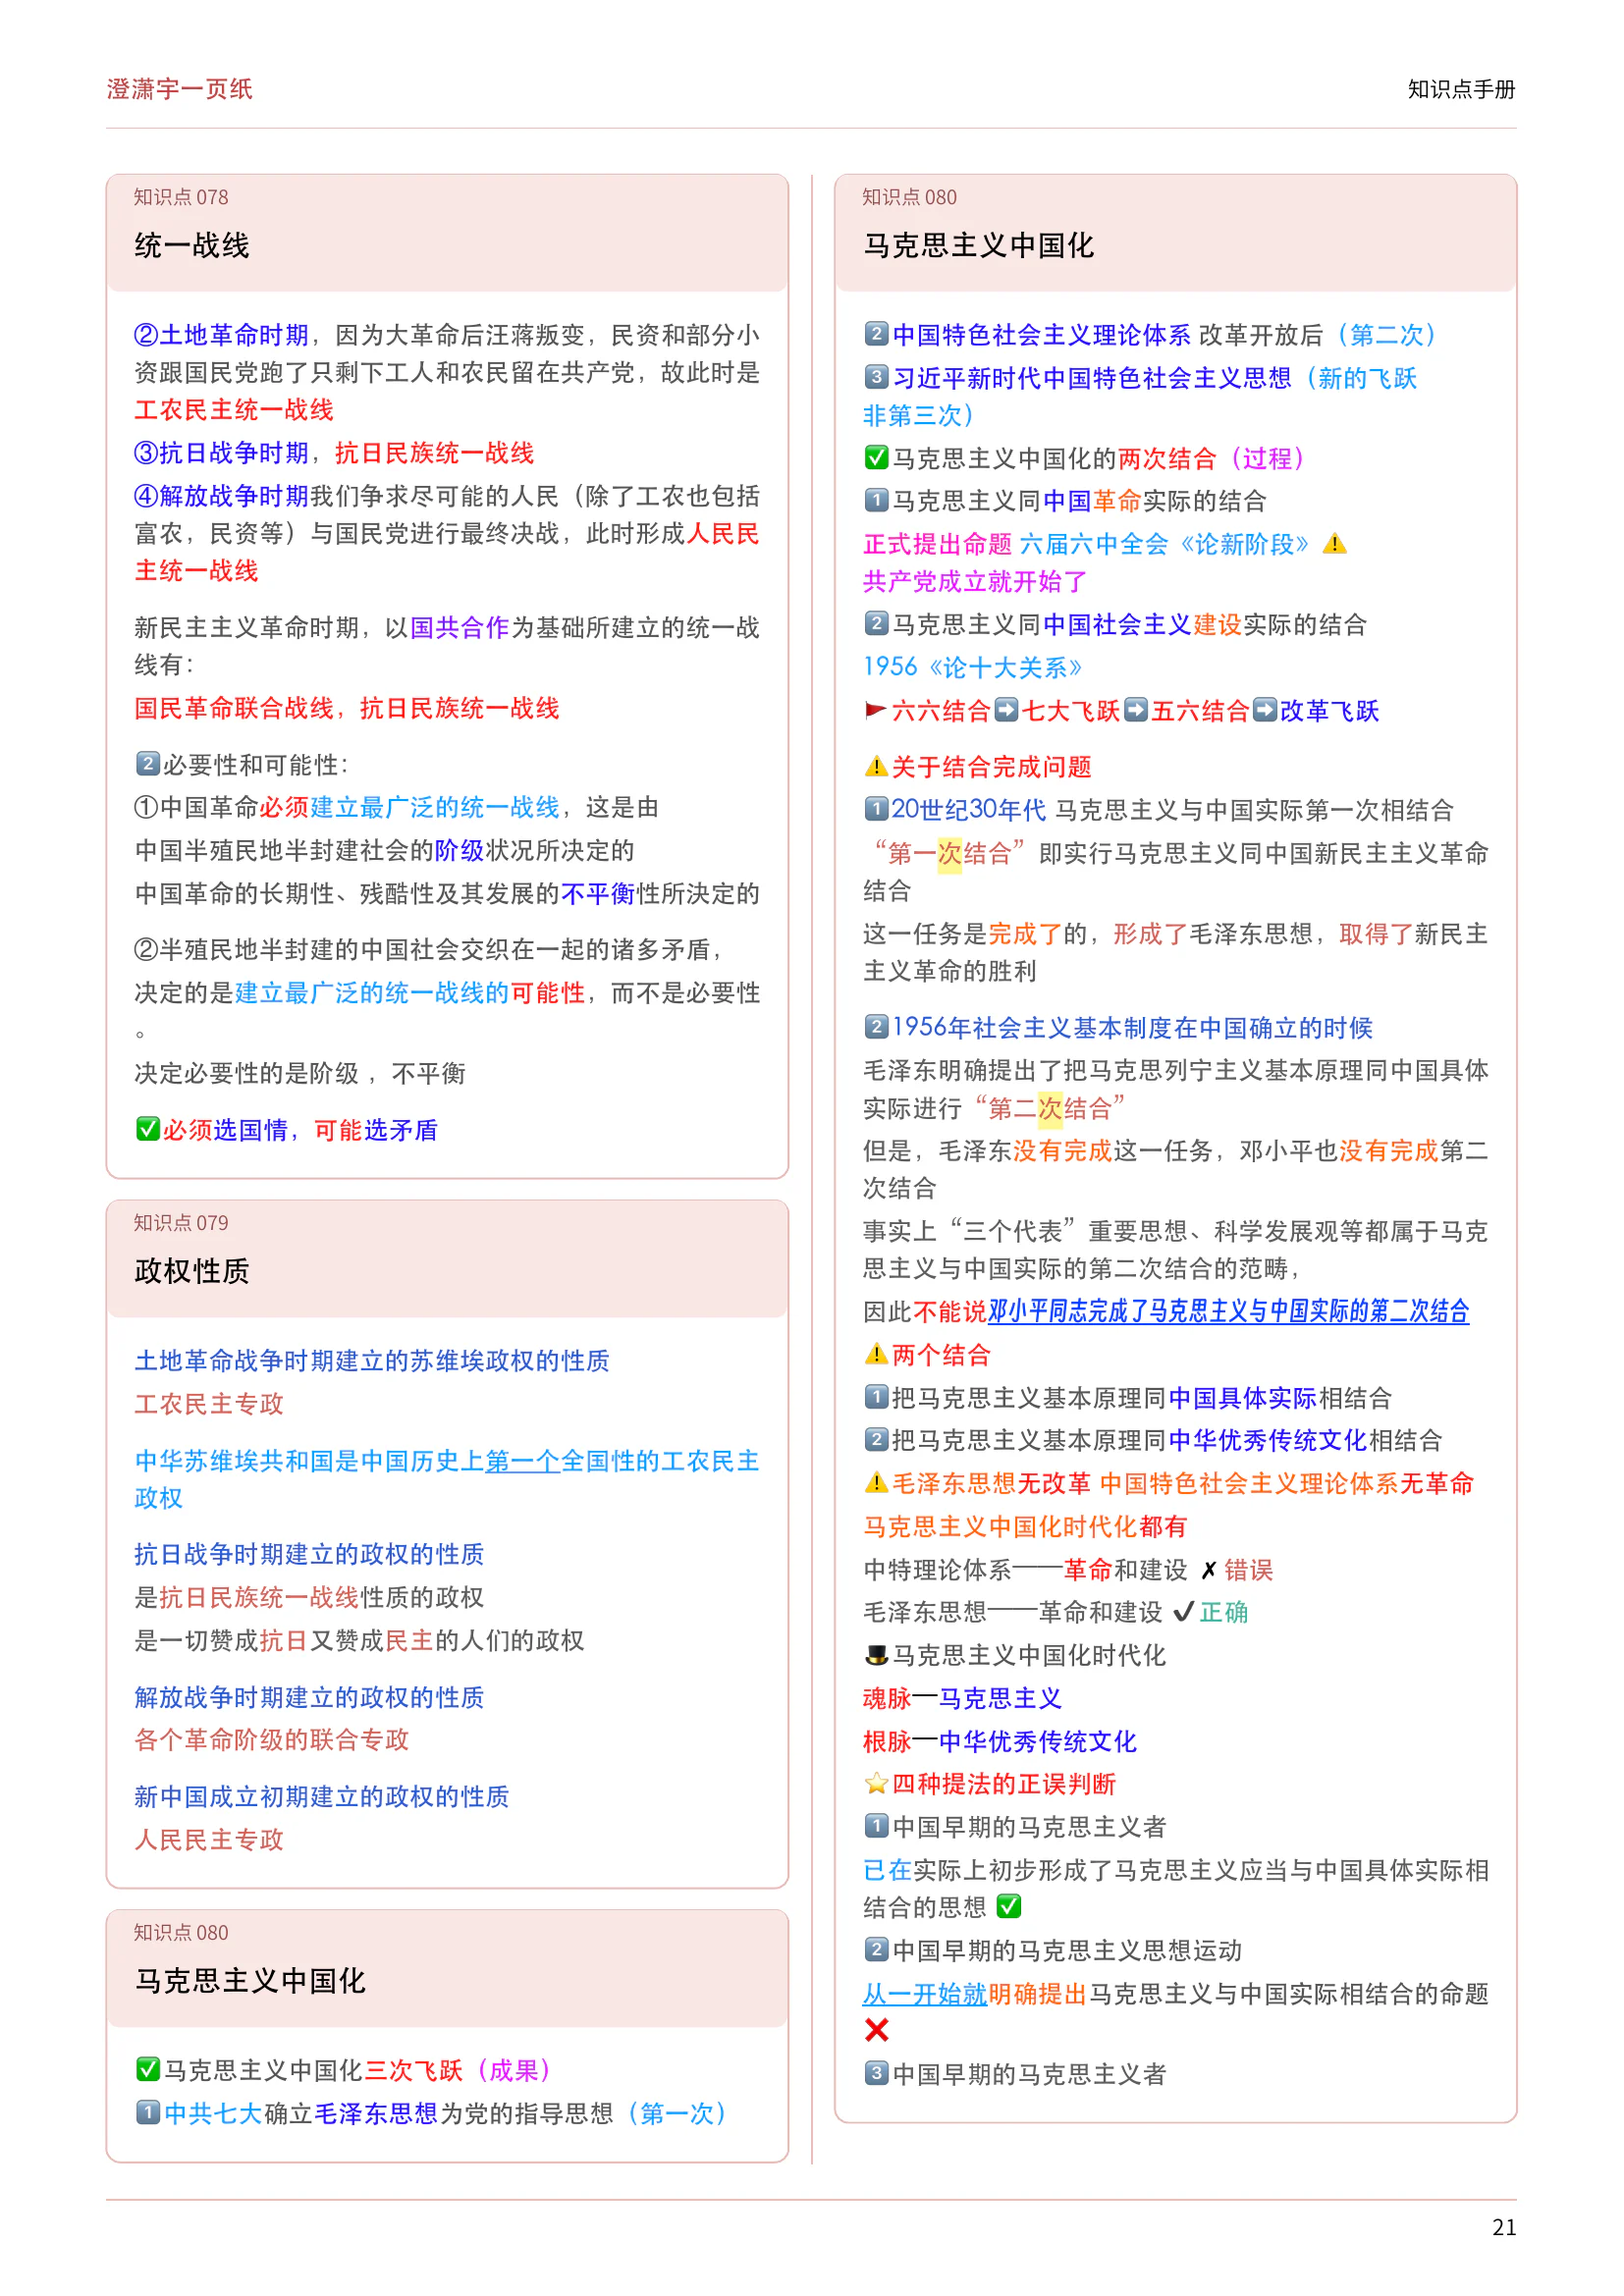 澄潇宇一页纸
知识点手册
知识点 078
统一战线
②土地革命时期，因为大革命后汪蒋叛变，民资和部分小
资跟国民党跑了只剩下工人和农民留在共产党，故此时是
工农民主统一战线
③抗日战争时期，抗日民族统一战线
④解放战争时期我们争求尽可能的人民（除了工农也包括
富农，民资等）与国民党进行最终决战，此时形成人民民
主统一战线
新民主主义革命时期，以国共合作为基础所建立的统一战
线有：
国民革命联合战线，抗日民族统一战线
2️⃣必要性和可能性：
①中国革命必须建立最广泛的统一战线，这是由
中国半殖民地半封建社会的阶级状况所决定的
中国革命的长期性、残酷性及其发展的不平衡性所决定的
②半殖民地半封建的中国社会交织在一起的诸多矛盾，
决定的是建立最广泛的统一战线的可能性，而不是必要性
。
决定必要性的是阶级 ，不平衡
✅必须选国情，可能选矛盾
知识点 079
政权性质
土地革命战争时期建立的苏维埃政权的性质
工农民主专政
中华苏维埃共和国是中国历史上第一个全国性的工农民主
政权
抗日战争时期建立的政权的性质
是抗日民族统一战线性质的政权
是一切赞成抗日又赞成民主的人们的政权
解放战争时期建立的政权的性质
各个革命阶级的联合专政
新中国成立初期建立的政权的性质
人民民主专政
知识点 080
马克思主义中国化
✅马克思主义中国化三次飞跃（成果）
1️⃣中共七大确立毛泽东思想为党的指导思想（第一次）
知识点 080
马克思主义中国化
2️⃣中国特色社会主义理论体系 改革开放后（第二次）
3️⃣习近平新时代中国特色社会主义思想（新的飞跃
非第三次）
✅马克思主义中国化的两次结合（过程）
1️⃣马克思主义同中国革命实际的结合
正式提出命题 六届六中全会《论新阶段》⚠️
共产党成立就开始了
2️⃣马克思主义同中国社会主义建设实际的结合
1956《论十大关系》
🚩六六结合➡️七大飞跃➡️五六结合➡️改革飞跃
⚠️关于结合完成问题
1️⃣20世纪30年代 马克思主义与中国实际第一次相结合
“第一次结合”即实行马克思主义同中国新民主主义革命
结合
这一任务是完成了的，形成了毛泽东思想，取得了新民主
主义革命的胜利
2️⃣1956年社会主义基本制度在中国确立的时候
毛泽东明确提出了把马克思列宁主义基本原理同中国具体
实际进行“第二次结合”
但是，毛泽东没有完成这一任务，邓小平也没有完成第二
次结合
事实上“三个代表”重要思想、科学发展观等都属于马克
思主义与中国实际的第二次结合的范畴，
因此不能说邓小平同志完成了马克思主义与中国实际的第二次结合
⚠️两个结合
1️⃣把马克思主义基本原理同中国具体实际相结合
2️⃣把马克思主义基本原理同中华优秀传统文化相结合
⚠️毛泽东思想无改革 中国特色社会主义理论体系无革命
马克思主义中国化时代化都有
中特理论体系——革命和建设 ✗ 错误
毛泽东思想——革命和建设 ✓正确
🎩马克思主义中国化时代化
魂脉—马克思主义
根脉—中华优秀传统文化
⭐四种提法的正误判断
1️⃣中国早期的马克思主义者
已在实际上初步形成了马克思主义应当与中国具体实际相
结合的思想 ✅
2️⃣中国早期的马克思主义思想运动
从一开始就明确提出马克思主义与中国实际相结合的命题
❌
3️⃣中国早期的马克思主义者
21